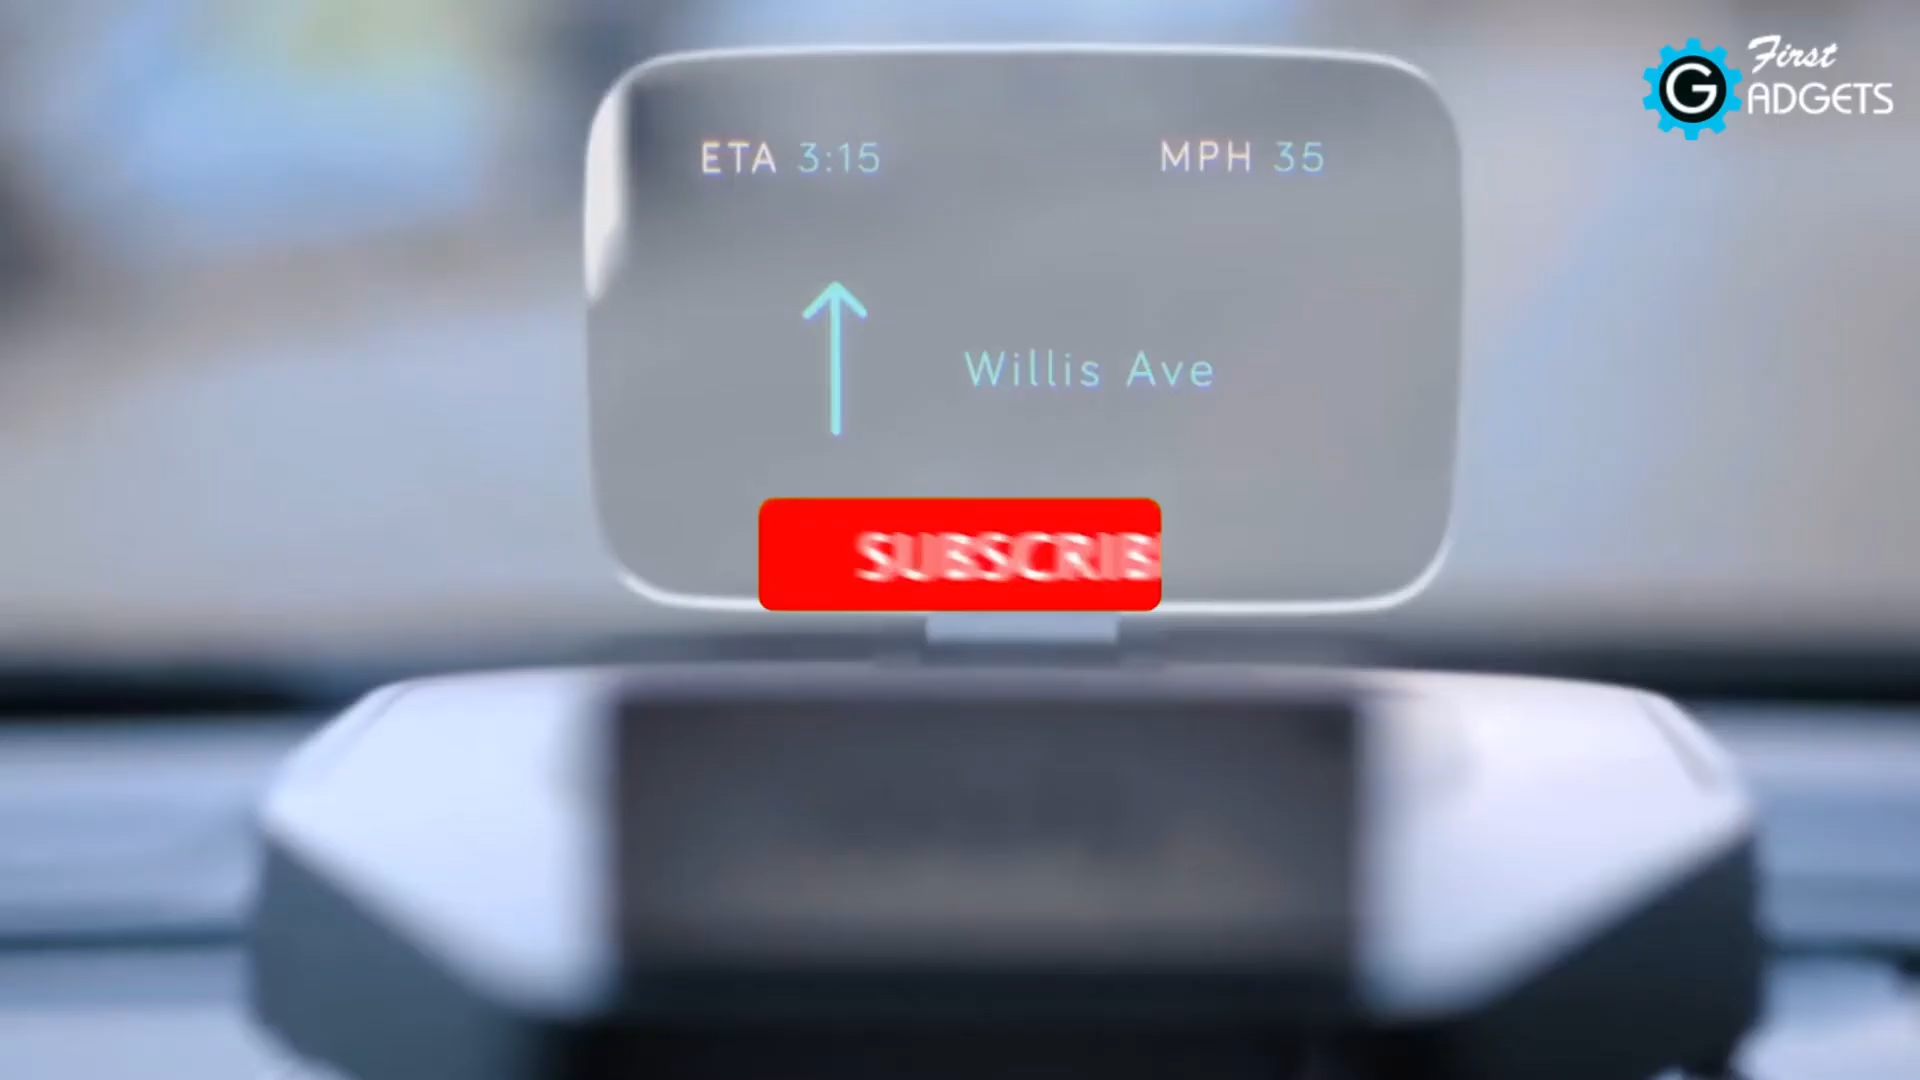 First
GADGETS
ETA 3:15
MPH 35
Willis Ave
SUBSCRIB